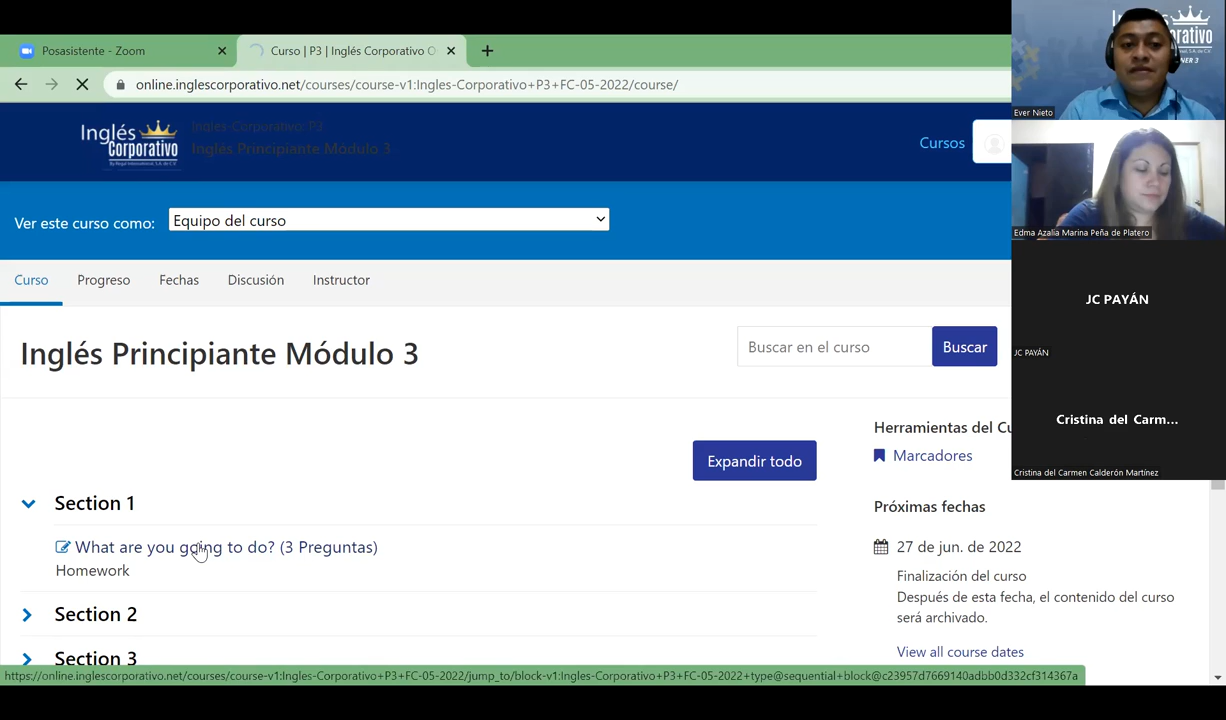 Posasistente - Zoom
Curso | P3 | Inglés Corporativo O
online.inglescorporativo.net/courses/course-v1:Ingles-Corporativo+P3+FC-05-2022/course/
Inglés Corporativo
Ingles-Corporativo: P3
Inglés Principiante Módulo 3
Cursos
Ver este curso como:
Equipo del curso
Curso
Progreso
Fechas
Discusión
Instructor
Inglés Principiante Módulo 3
Buscar en el curso
Buscar
Expandir todo
Herramientas del Cu
Marcadores
Section 1
What are you going to do? (3 Preguntas)
Homework
Section 2
Section 3
Próximas fechas
27 de jun. de 2022
Finalización del curso
Después de esta fecha, el contenido del curso
será archivado.
View all course dates
https://online.inglescorporativo.net/courses/course-v1:Ingles-Corporativo+P3+FC-05-2022/jump_to/block-v1:Ingles-Corporativo+P3+FC-05-2022+type@sequential+block@c23957d7669140adbb0d332cf314367a
Ever Nieto
Edma Azalia Marina Peña de Platero
JC PAYÁN
JC PAYÁN
Cristina del Carm...
Cristina del Carmen Calderón Martínez